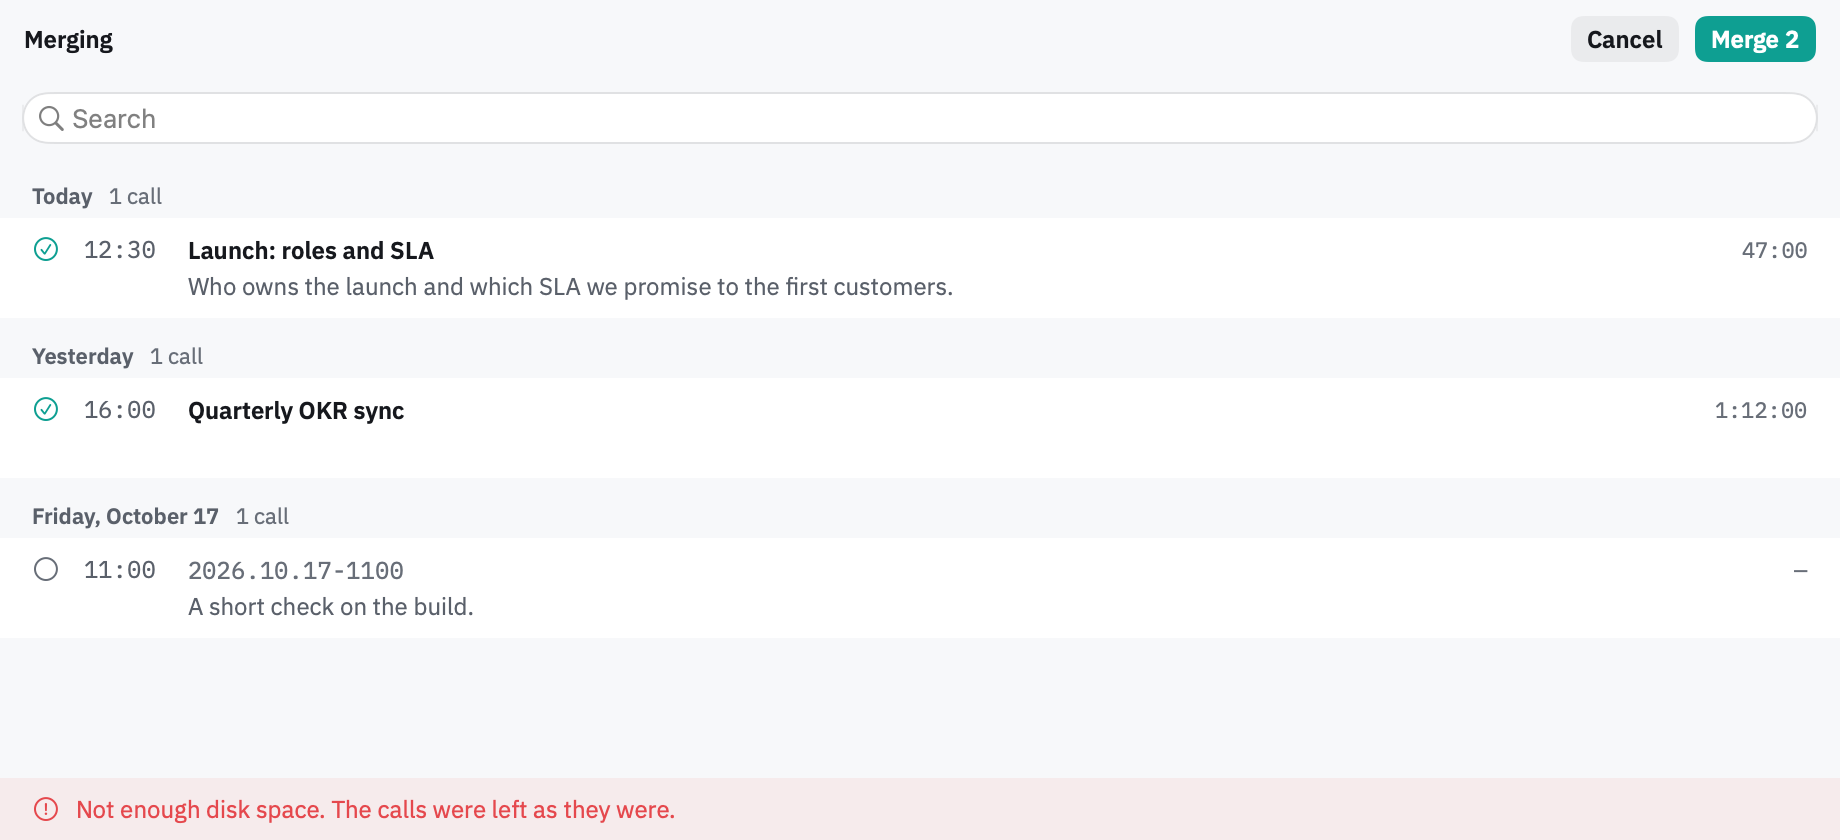 Merging
Cancel
Merge 2
Search
Today 1 call
12:30 Launch: roles and SLA 47:00
Who owns the launch and which SLA we promise to the first customers.
Yesterday 1 call
16:00 Quarterly OKR sync 1:12:00
Friday, October 17 1 call
11:00 2026.10.17-1100 –
A short check on the build.
Not enough disk space. The calls were left as they were.